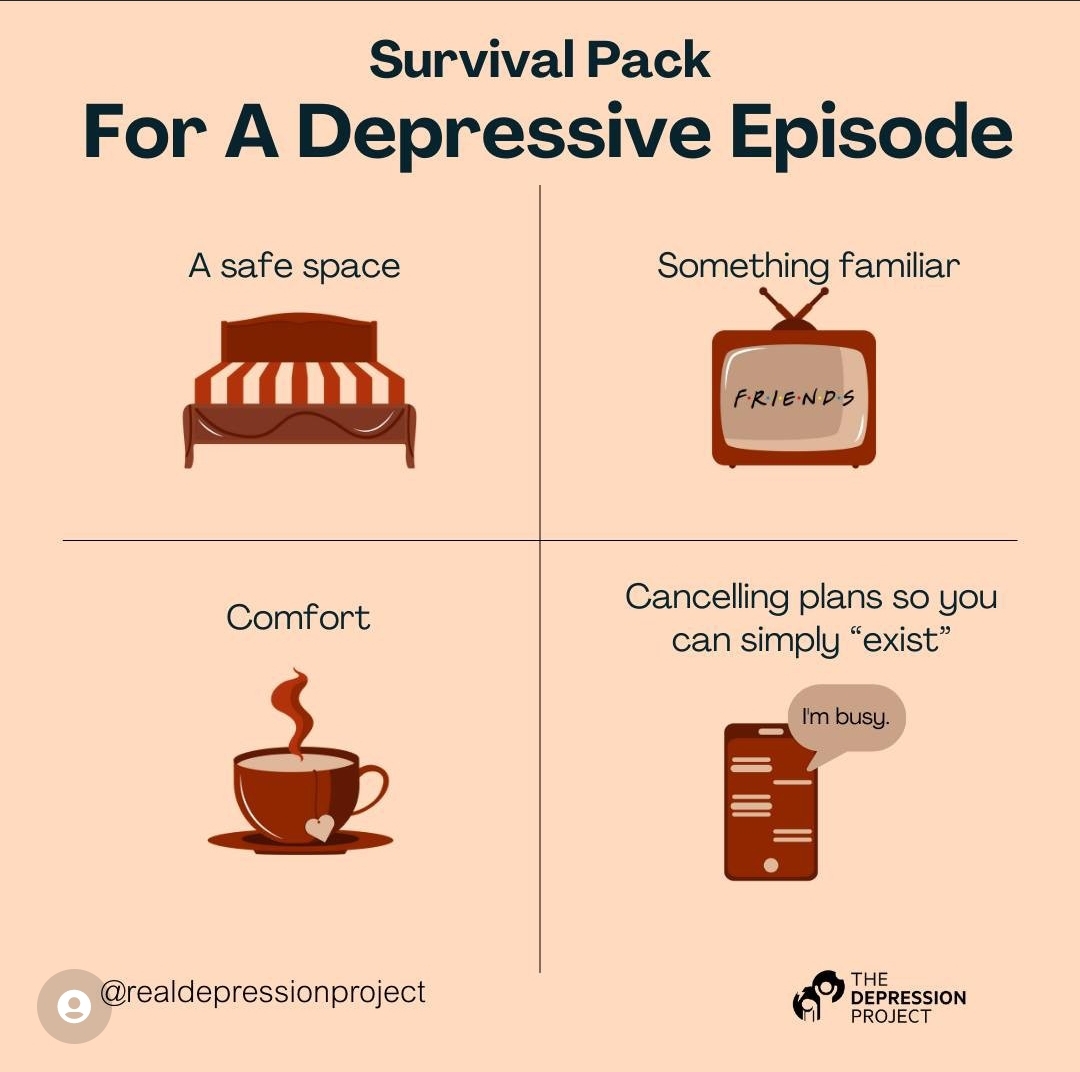 Survival Pack
For A Depressive Episode
A safe space
Something familiar
F·R·I·E·N·D·S
Comfort
Cancelling plans so you
can simply “exist”
I'm busy.
@realdepressionproject
THE
DEPRESSION
PROJECT